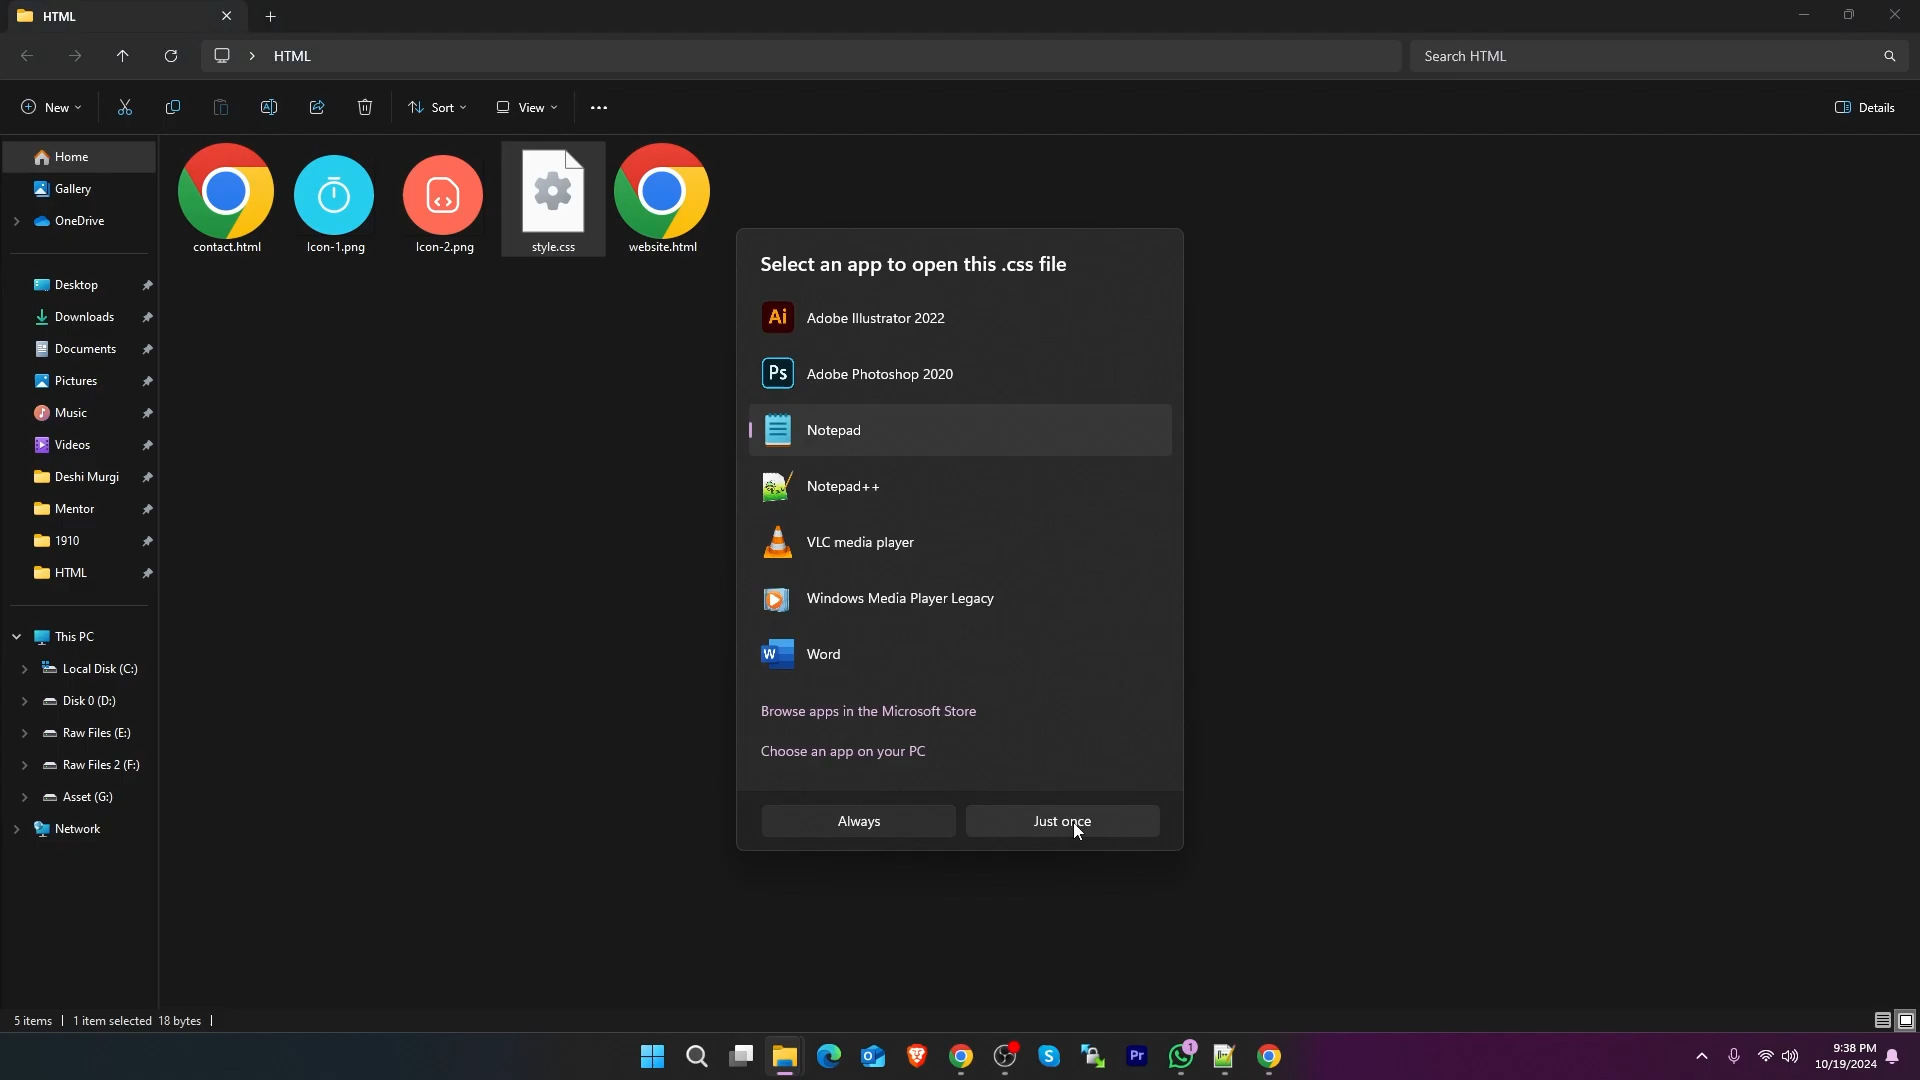 HTML
HTML
Search HTML
New
Sort
View
Details
Home
Gallery
OneDrive
Desktop
Downloads
Documents
Pictures
Music
Videos
Deshi Murgi
Mentor
1910
HTML
This PC
Local Disk (C:)
Disk 0 (D:)
Raw Files (E:)
Raw Files 2 (F:)
Asset (G:)
Network
contact.html
Icon-1.png
Icon-2.png
style.css
website.html
Select an app to open this .css file
Ai Adobe Illustrator 2022
Ps Adobe Photoshop 2020
Notepad
Notepad++
VLC media player
Windows Media Player Legacy
W Word
Browse apps in the Microsoft Store
Choose an app on your PC
Always
Just once
5 items
1 item selected 18 bytes
Pr
1
9:38 PM
10/19/2024